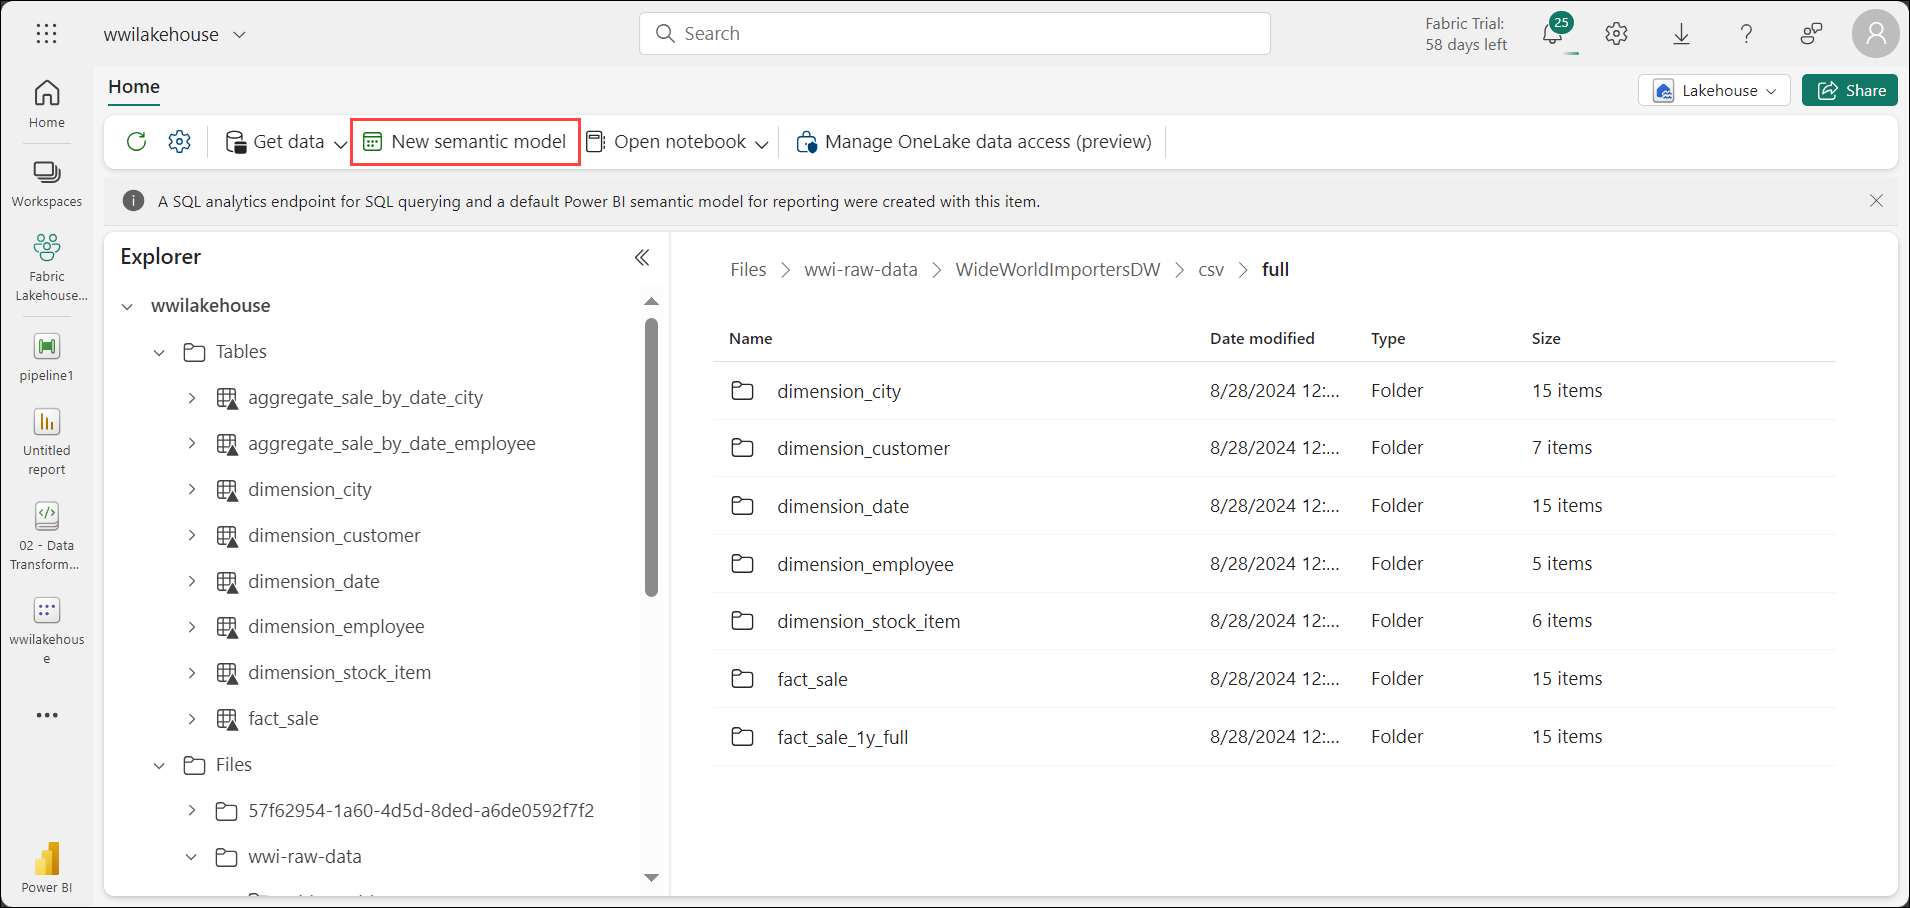 wwilakehouse
Search
Fabric Trial:
58 days left
25
Home
Workspaces
Fabric
Lakehouse...
pipeline1
Untitled
report
02 - Data
Transform...
wwilakehous
e
Power BI
Home
Lakehouse
Share
Get data
New semantic model
Open notebook
Manage OneLake data access (preview)
A SQL analytics endpoint for SQL querying and a default Power BI semantic model for reporting were created with this item.
Explorer
wwilakehouse
Tables
aggregate_sale_by_date_city
aggregate_sale_by_date_employee
dimension_city
dimension_customer
dimension_date
dimension_employee
dimension_stock_item
fact_sale
Files
57f62954-1a60-4d5d-8ded-a6de0592f7f2
wwi-raw-data
Files > wwi-raw-data > WideWorldImportersDW > csv > full
Name Date modified Type Size
dimension_city 8/28/2024 12:... Folder 15 items
dimension_customer 8/28/2024 12:... Folder 7 items
dimension_date 8/28/2024 12:... Folder 15 items
dimension_employee 8/28/2024 12:... Folder 5 items
dimension_stock_item 8/28/2024 12:... Folder 6 items
fact_sale 8/28/2024 12:... Folder 15 items
fact_sale_1y_full 8/28/2024 12:... Folder 15 items